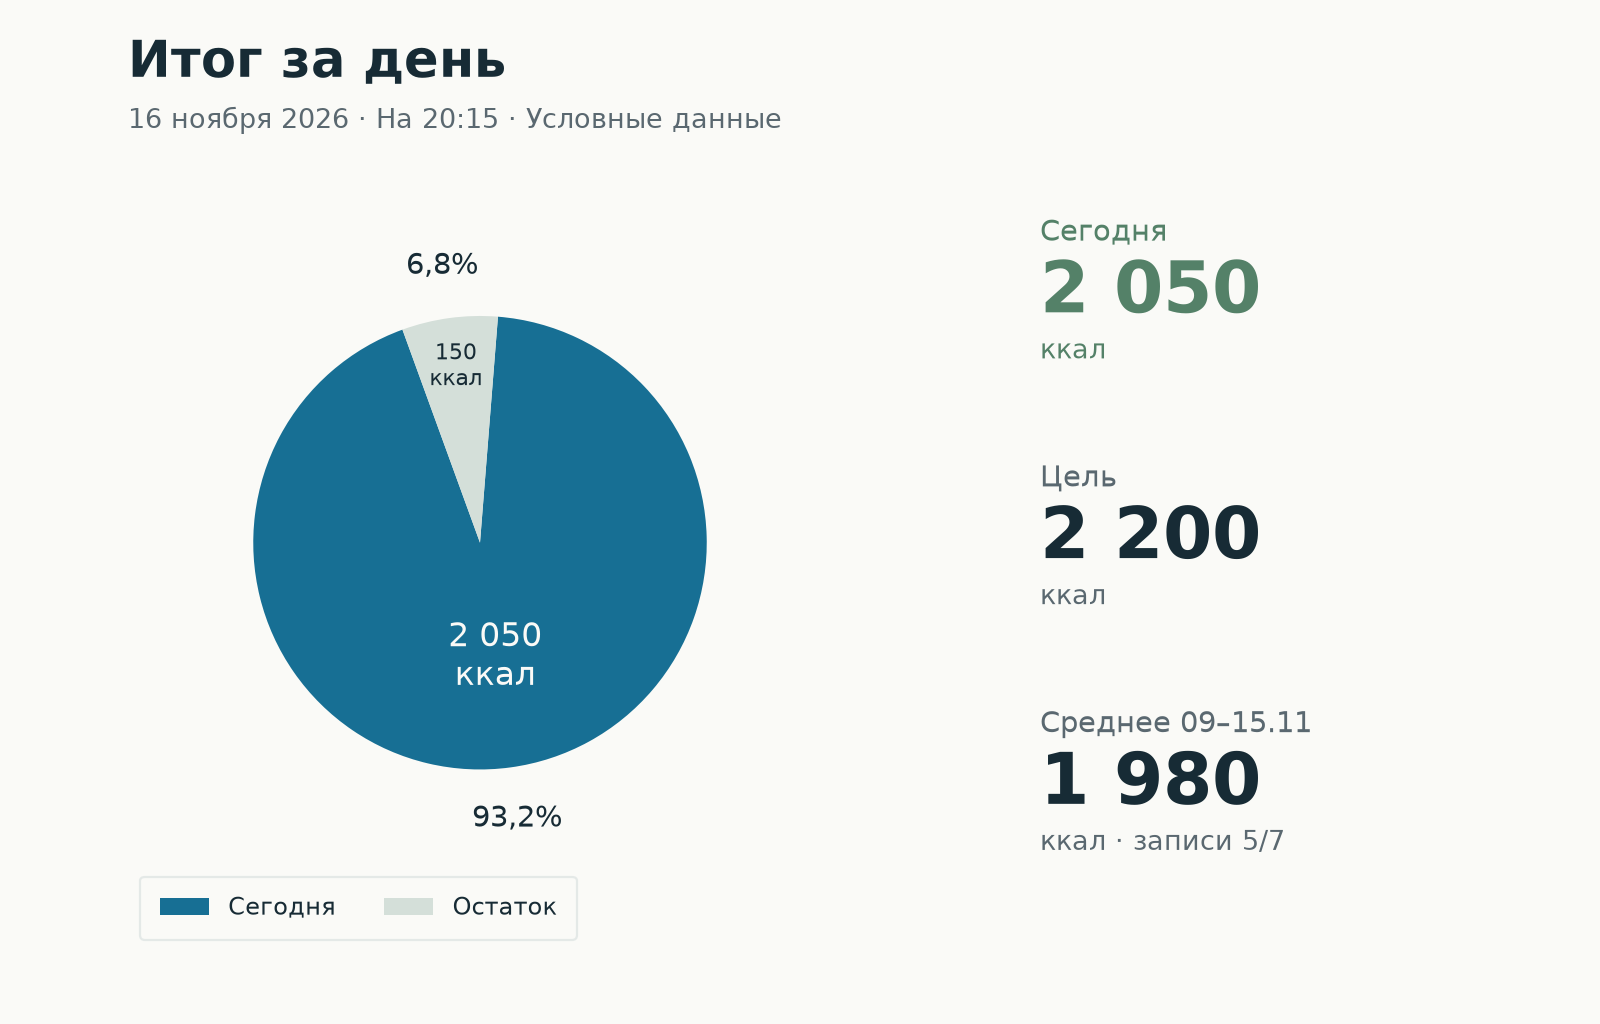 Итог за день
16 ноября 2026 · На 20:15 · Условные данные
6,8%
150
ккал
2 050
ккал
93,2%
Сегодня
Остаток
Сегодня
2 050
ккал
Цель
2 200
ккал
Среднее 09–15.11
1 980
ккал · записи 5/7